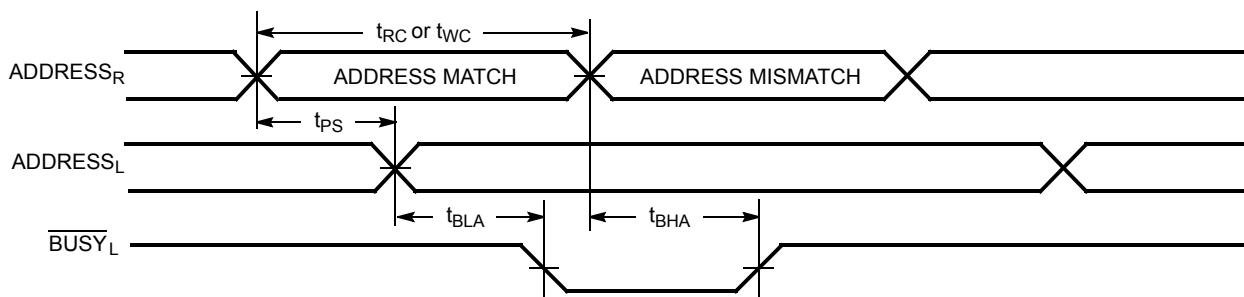 tRC or tWC
ADDRESSR
ADDRESS MATCH
ADDRESS MISMATCH
tPS
ADDRESSL
tBLA
tBHA
BUSYL